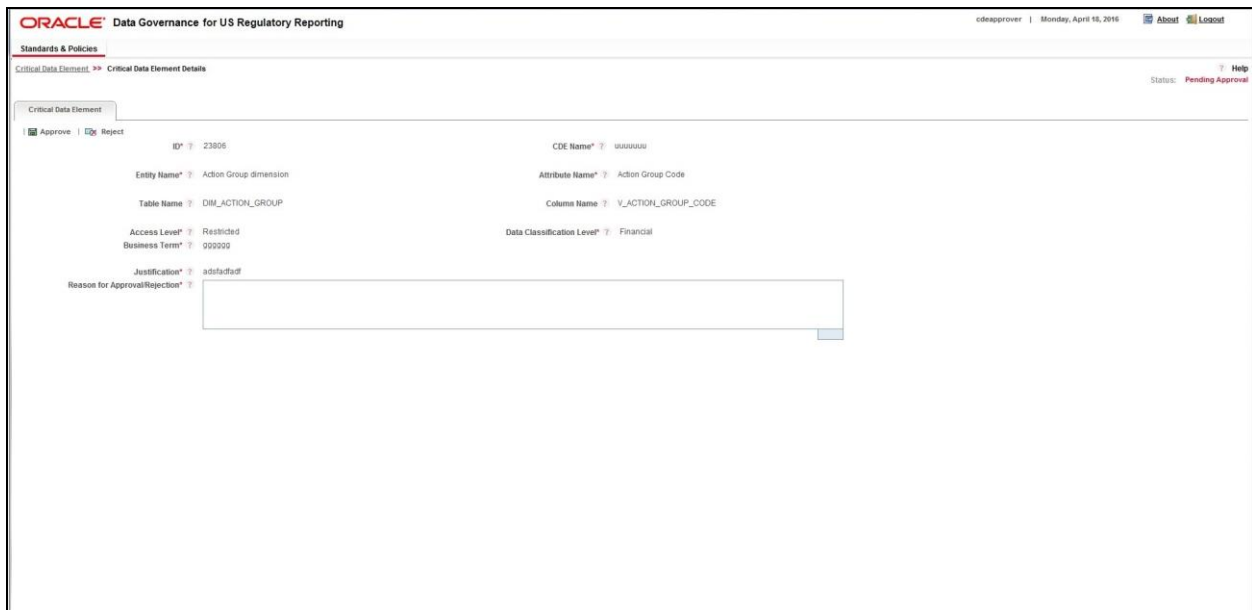 ORACLE Data Governance for US Regulatory Reporting
cdeapprover | Monday, April 18, 2016 About Logout
Standards & Policies
Critical Data Element >> Critical Data Element Details
? Help
Status: Pending Approval
Critical Data Element
| Approve | Reject
ID* ? 23806 CDE Name* ? uuuuuuu
Entity Name* ? Action Group dimension Attribute Name* ? Action Group Code
Table Name ? DIM_ACTION_GROUP Column Name ? V_ACTION_GROUP_CODE
Access Level* ? Restricted Data Classification Level* ? Financial
Business Term* ? gggggg
Justification* ? adsfadfadf
Reason for Approval/Rejection* ?